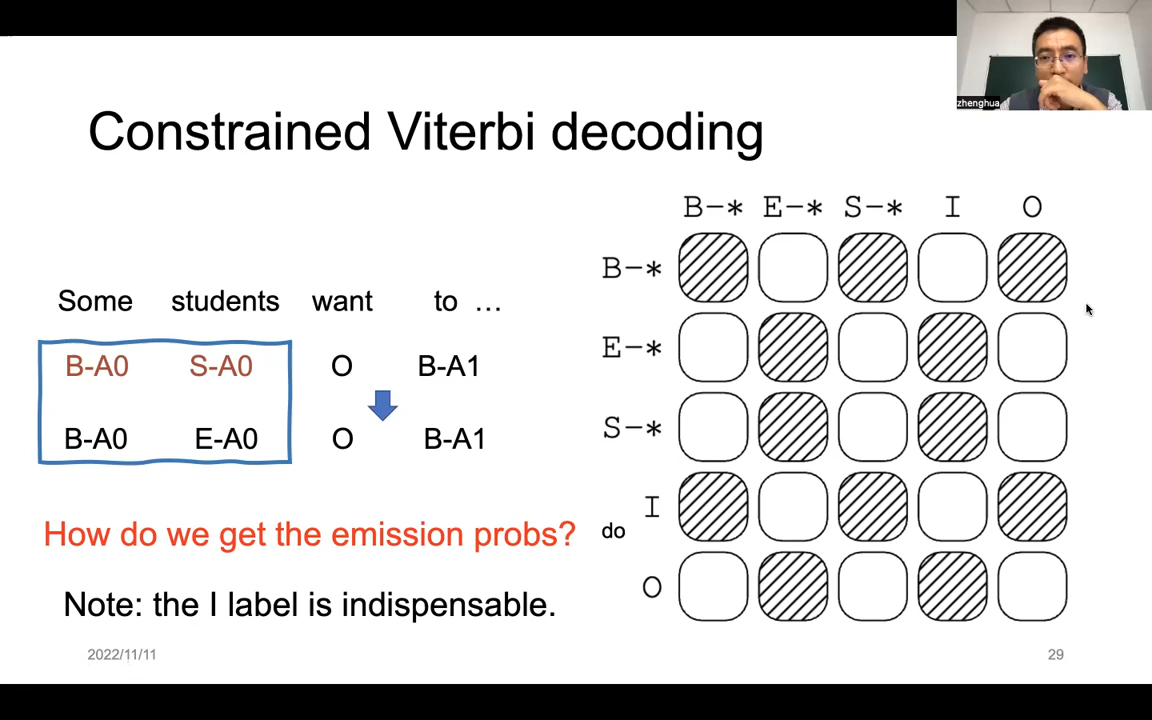 zhenghua
Constrained Viterbi decoding
Some students want to …
B-A0 S-A0 O B-A1
B-A0 E-A0 O B-A1
How do we get the emission probs?
Note: the I label is indispensable.
B-* E-* S-* I O
B-*
E-*
S-*
I
do
O
2022/11/11
29